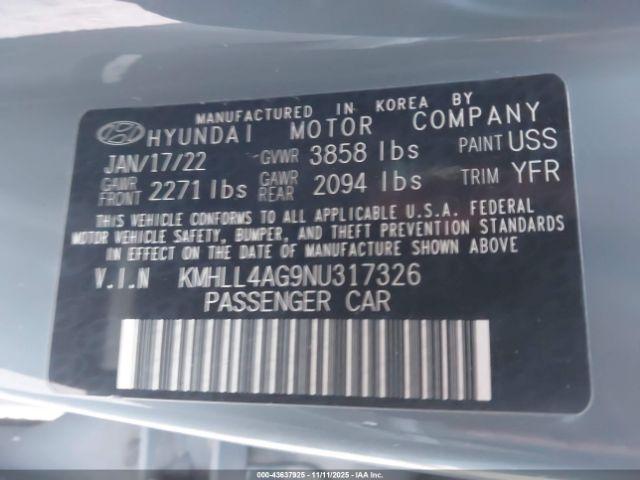 MANUFACTURED IN KOREA BY
HYUNDAI MOTOR COMPANY
JAN/17/22 GVWR 3858 lbs PAINT USS
GAWR FRONT 2271 lbs GAWR REAR 2094 lbs TRIM YFR
THIS VEHICLE CONFORMS TO ALL APPLICABLE U.S.A. FEDERAL
MOTOR VEHICLE SAFETY, BUMPER, AND THEFT PREVENTION STANDARDS
IN EFFECT ON THE DATE OF MANUFACTURE SHOWN ABOVE
V.I.N KMHLL4AG9NU317326
PASSENGER CAR
© www.iaai.com - 43637925 - 11/11/2025 - IAA Inc.